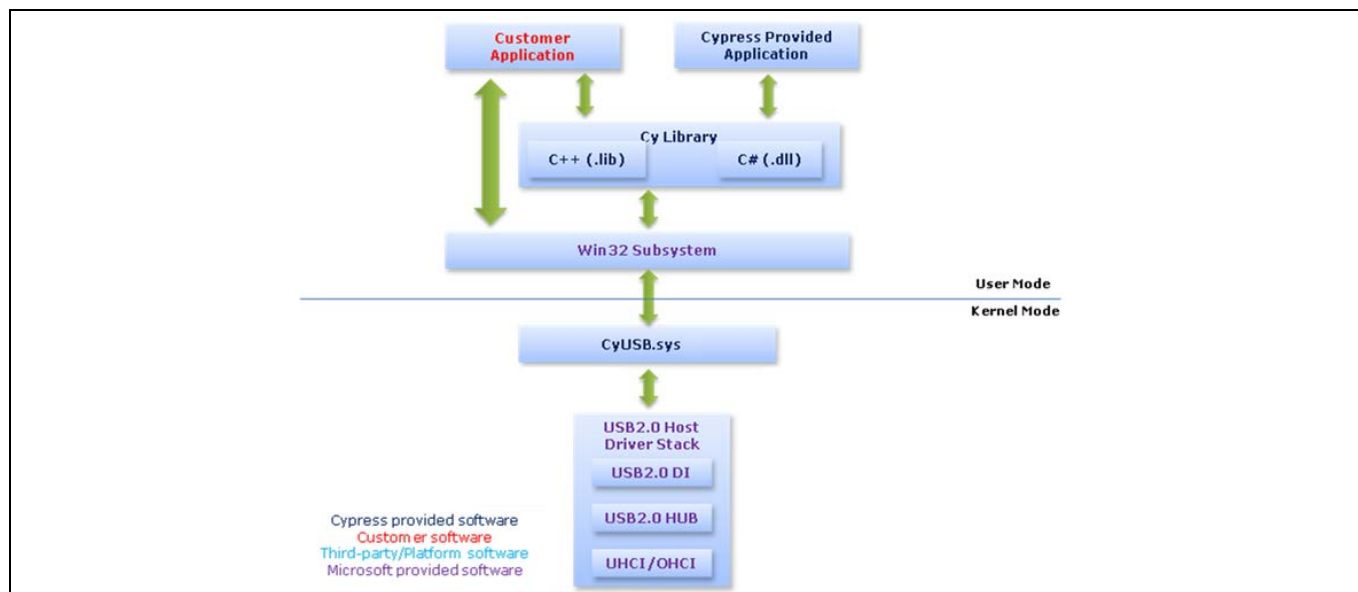 Customer
Application
Cypress Provided
Application
Cy Library
C++ (.lib)
C# (.dll)
Win32 Subsystem
User Mode
Kernel Mode
CyUSB.sys
USB2.0 Host
Driver Stack
USB2.0 DI
USB2.0 HUB
UHCI/OHCI
Cypress provided software
Customer software
Third-party/Platform software
Microsoft provided software